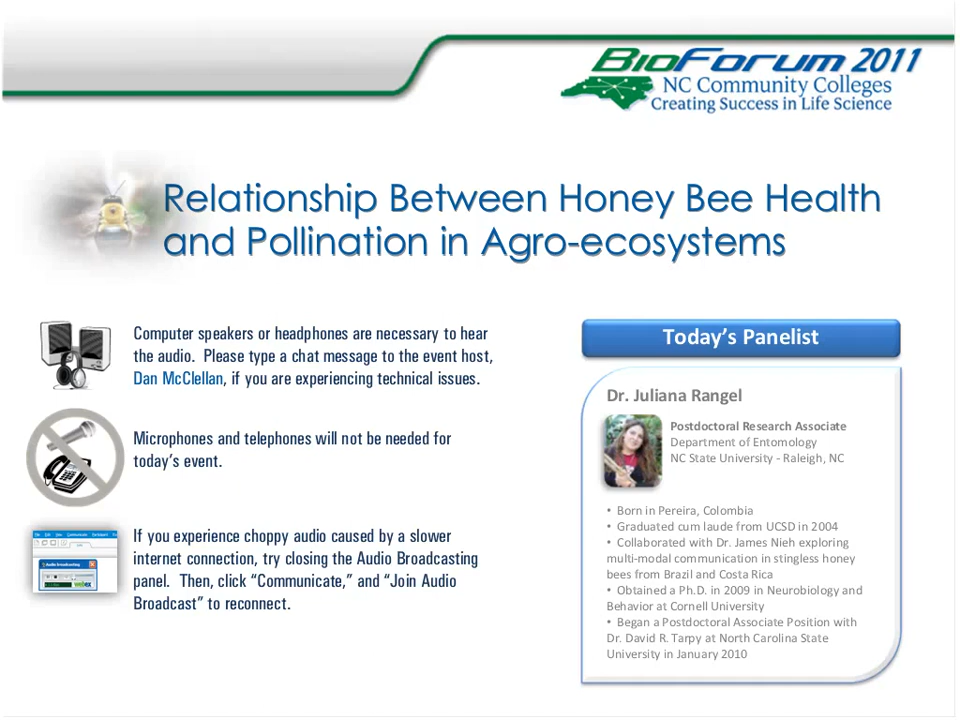 BioForum 2011
NC Community Colleges
Creating Success in Life Science
Relationship Between Honey Bee Health
and Pollination in Agro-ecosystems
Computer speakers or headphones are necessary to hear
the audio.  Please type a chat message to the event host,
Dan McClellan, if you are experiencing technical issues.
Microphones and telephones will not be needed for
today's event.
If you experience choppy audio caused by a slower
internet connection, try closing the Audio Broadcasting
panel.  Then, click “Communicate,” and “Join Audio
Broadcast” to reconnect.
Audio Broadcasting
webex
Today’s Panelist
Dr. Juliana Rangel
Postdoctoral Research Associate
Department of Entomology
NC State University - Raleigh, NC
• Born in Pereira, Colombia
• Graduated cum laude from UCSD in 2004
• Collaborated with Dr. James Nieh exploring
multi-modal communication in stingless honey
bees from Brazil and Costa Rica
• Obtained a Ph.D. in 2009 in Neurobiology and
Behavior at Cornell University
• Began a Postdoctoral Associate Position with
Dr. David R. Tarpy at North Carolina State
University in January 2010